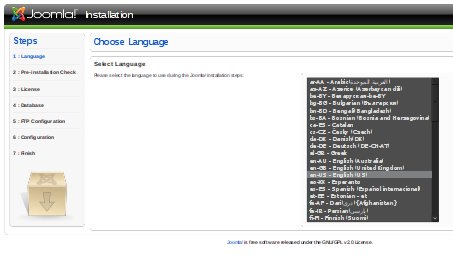 Joomla! Installation
Steps
1 : Language
2 : Pre-installation Check
3 : License
4 : Database
5 : FTP Configuration
6 : Configuration
7 : Finish
Choose Language
Select Language
Please select the language to use during the Joomla! installation steps:
ar-AA - Arabic (العربية الموحدة)
az-AZ - Azeric (Azərbaycan dili)
be-BY - Беларуская-be-BY
bg-BG - Bulgarian (Български)
bn-BD - Bengali Bangladesh)
bs-BA - Bosnian (Bosnia and Herzegovina)
ca-ES - Catalan
cs-CZ - Czech (Czech)
da-DK - Danish(DK)
de-DE - Deutsch (DE-CH-AT)
el-GR - Greek
en-AU - English (Australia)
en-GB - English (United Kingdom)
en-US - English (US)
eo-XX - Esperanto
es-ES - Spanish (Español internacional)
et-EE - Estonian - et
fa-AF - Dari (Afghanistan)
fa-IR - Persian (پارسی)
fi-FI - Finnish (Suomi)
Joomla! is free software released under the GNU/GPL v2.0 License.